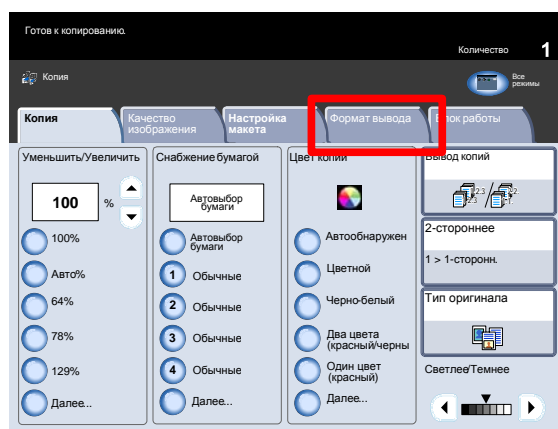 Готов к копированию.
Количество 1
Копия
Все
режимы
Копия
Качество
изображения
Настройка
макета
Формат вывода
Блок работы
Уменьшить/Увеличить
100 %
100%
Авто%
64%
78%
129%
Далее...
Снабжение бумагой
Автовыбор
бумаги
Автовыбор
бумаги
1 Обычные
2 Обычные
3 Обычные
4 Обычные
Далее...
Цвет копии
Автообнаружен
Цветной
Черно-белый
Два цвета
(красный/черны
Один цвет
(красный)
Далее...
Вывод копий
2-стороннее
1 > 1-сторонн.
Тип оригинала
Светлее/Темнее